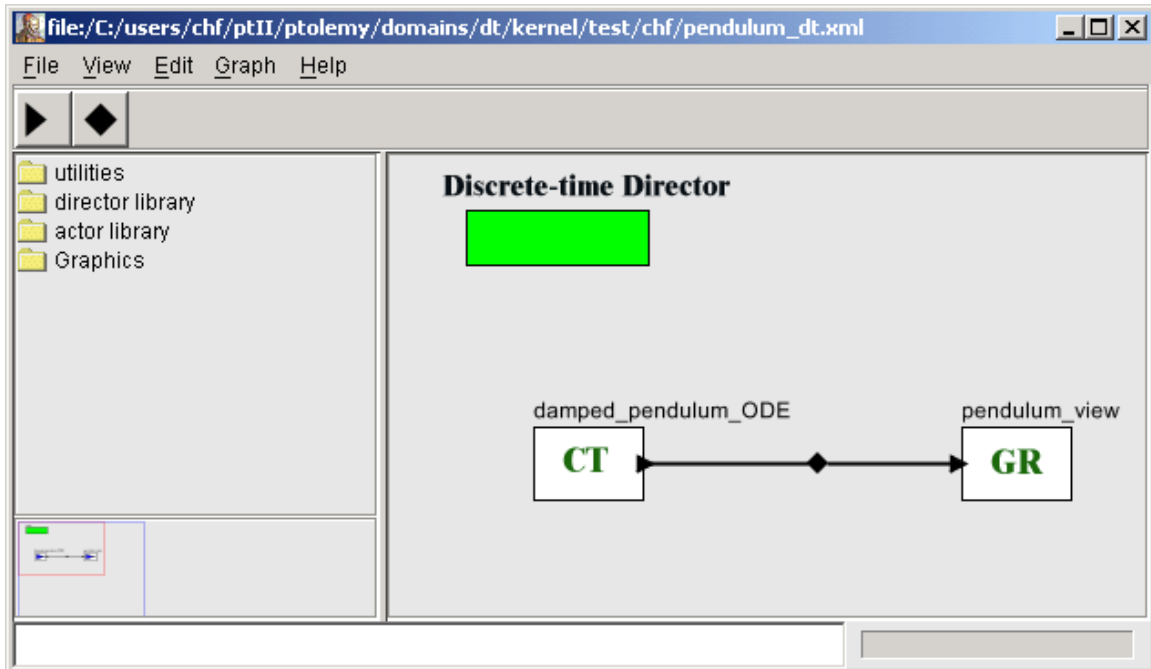 file:/C:/users/chf/ptII/ptolemy/domains/dt/kernel/test/chf/pendulum_dt.xml
File View Edit Graph Help
utilities
director library
actor library
Graphics
Discrete-time Director
damped_pendulum_ODE
pendulum_view
CT
GR